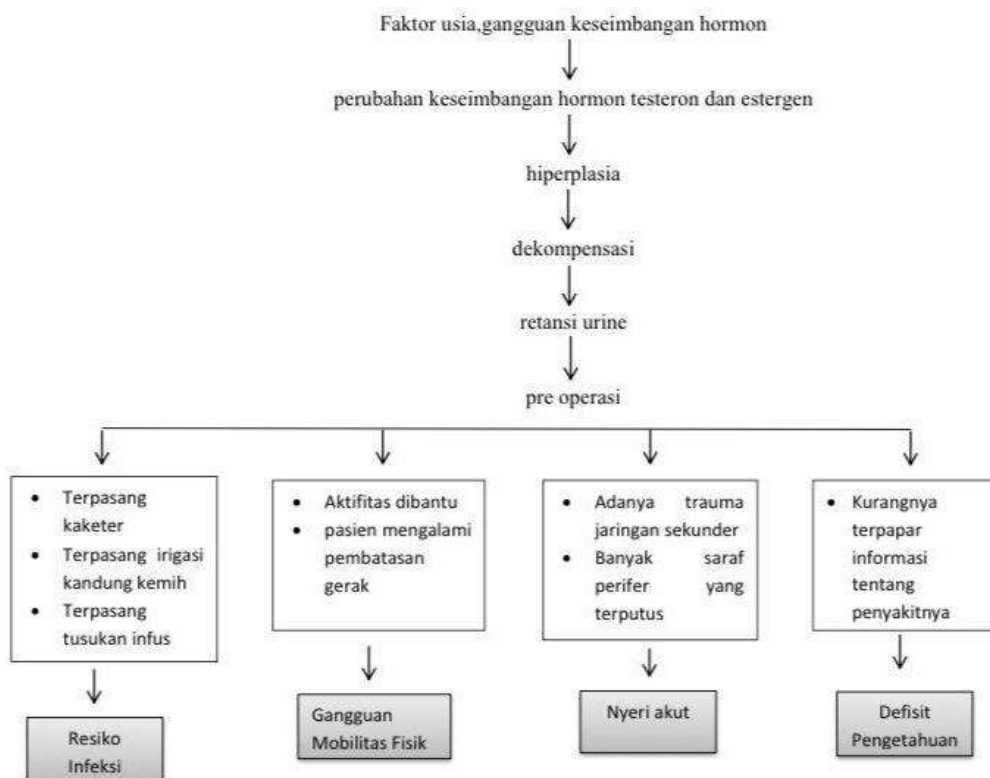 Faktor usia,gangguan keseimbangan hormon
perubahan keseimbangan hormon testeron dan estergen
hiperplasia
dekompensasi
retansi urine
pre operasi
• Terpasang
kaketer
• Terpasang irigasi
kandung kemih
• Terpasang
tusukan infus
• Aktifitas dibantu
• pasien mengalami
pembatasan
gerak
• Adanya trauma
jaringan sekunder
• Banyak saraf
perifer yang
terputus
• Kurangnya
terpapar
informasi
tentang
penyakitnya
Resiko
Infeksi
Gangguan
Mobilitas Fisik
Nyeri akut
Defisit
Pengetahuan